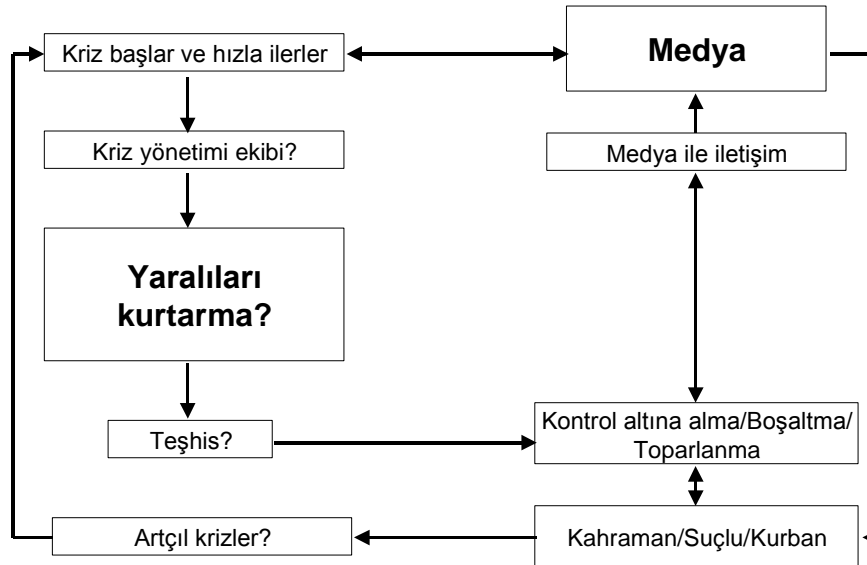 Kriz başlar ve hızla ilerler
Medya
Kriz yönetimi ekibi?
Medya ile iletişim
Yaralıları
kurtarma?
Teşhis?
Kontrol altına alma/Boşaltma/
Toparlanma
Artçıl krizler?
Kahraman/Suçlu/Kurban